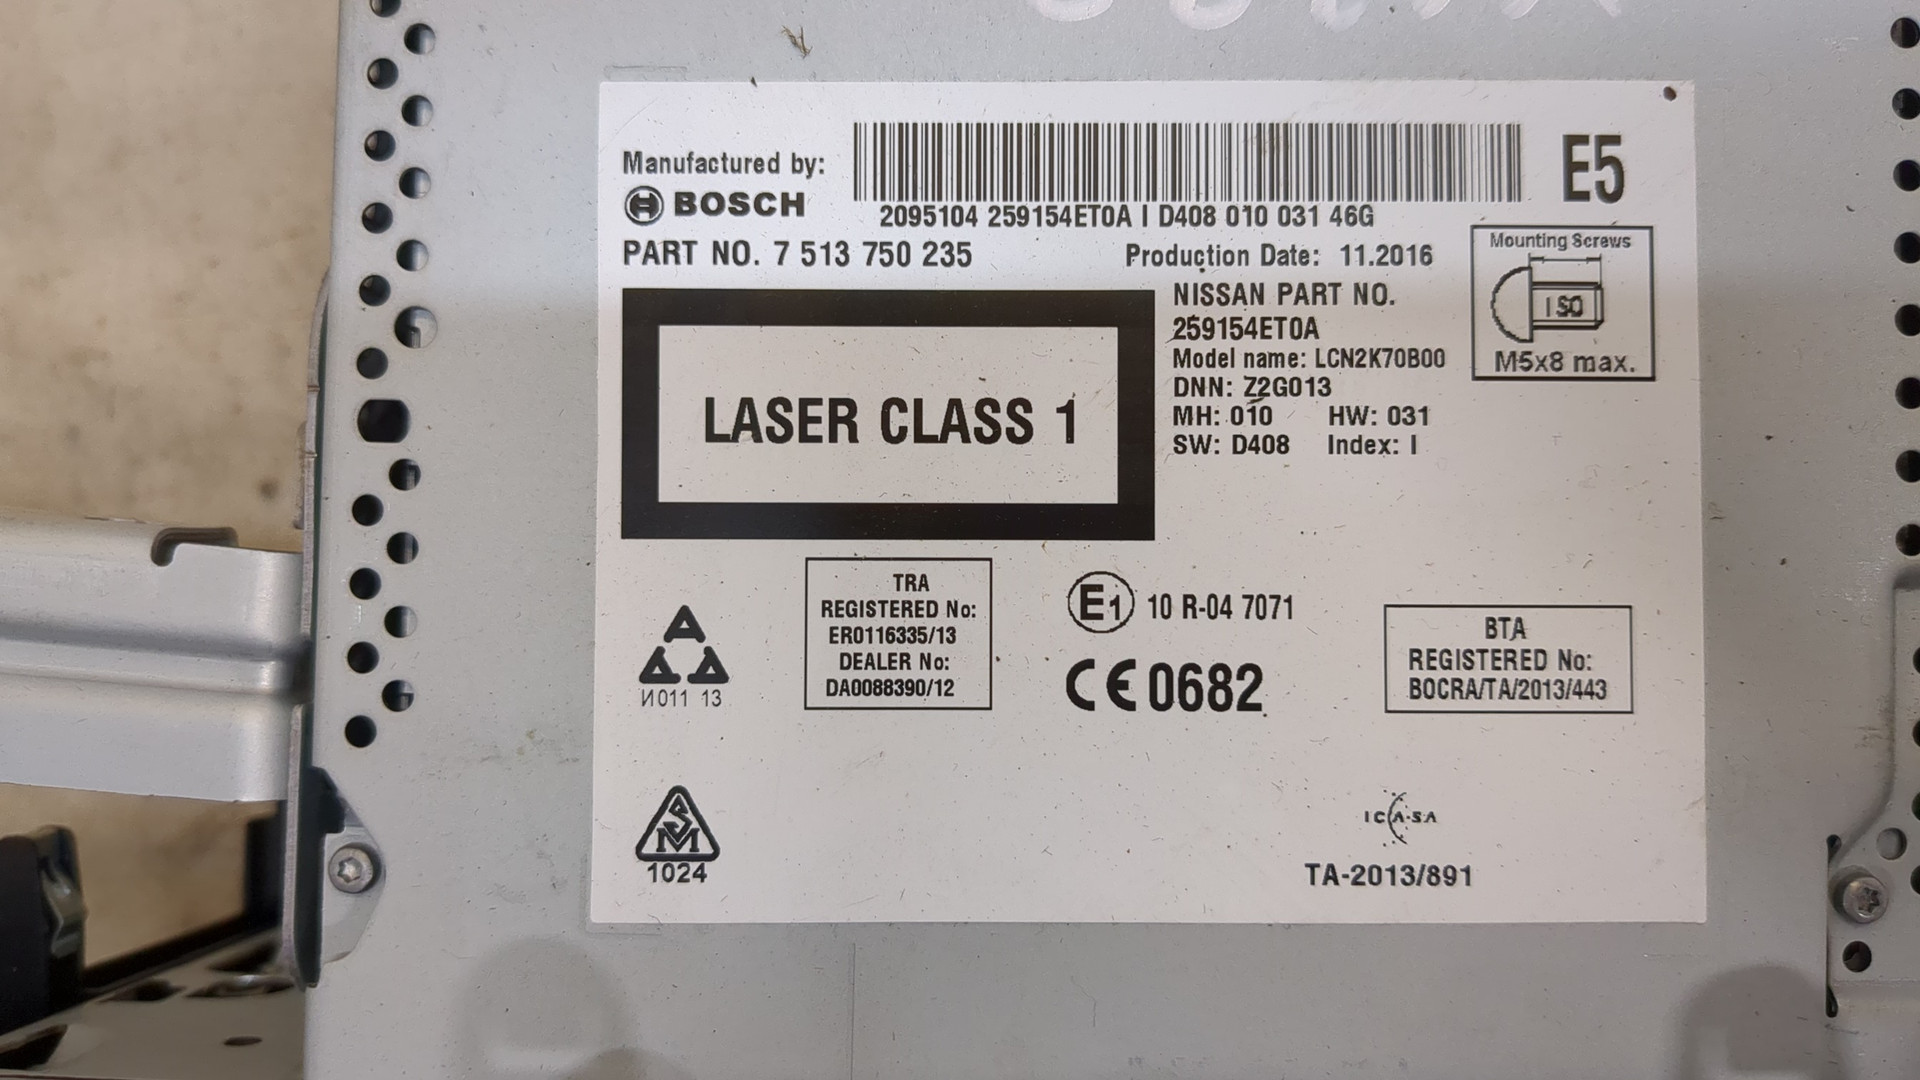 Manufactured by:
BOSCH
2095104 259154ET0A I D408 010 031 46G
E5
PART NO. 7 513 750 235
Production Date: 11.2016
Mounting Screws
ISO
M5x8 max.
NISSAN PART NO.
259154ET0A
Model name: LCN2K70B00
DNN: Z2G013
MH: 010 HW: 031
SW: D408 Index: I
LASER CLASS 1
И011 13
TRA
REGISTERED No:
ER0116335/13
DEALER No:
DA0088390/12
E1 10 R-04 7071
CE 0682
BTA
REGISTERED No:
BOCRA/TA/2013/443
SM
1024
ICA·SA
TA-2013/891